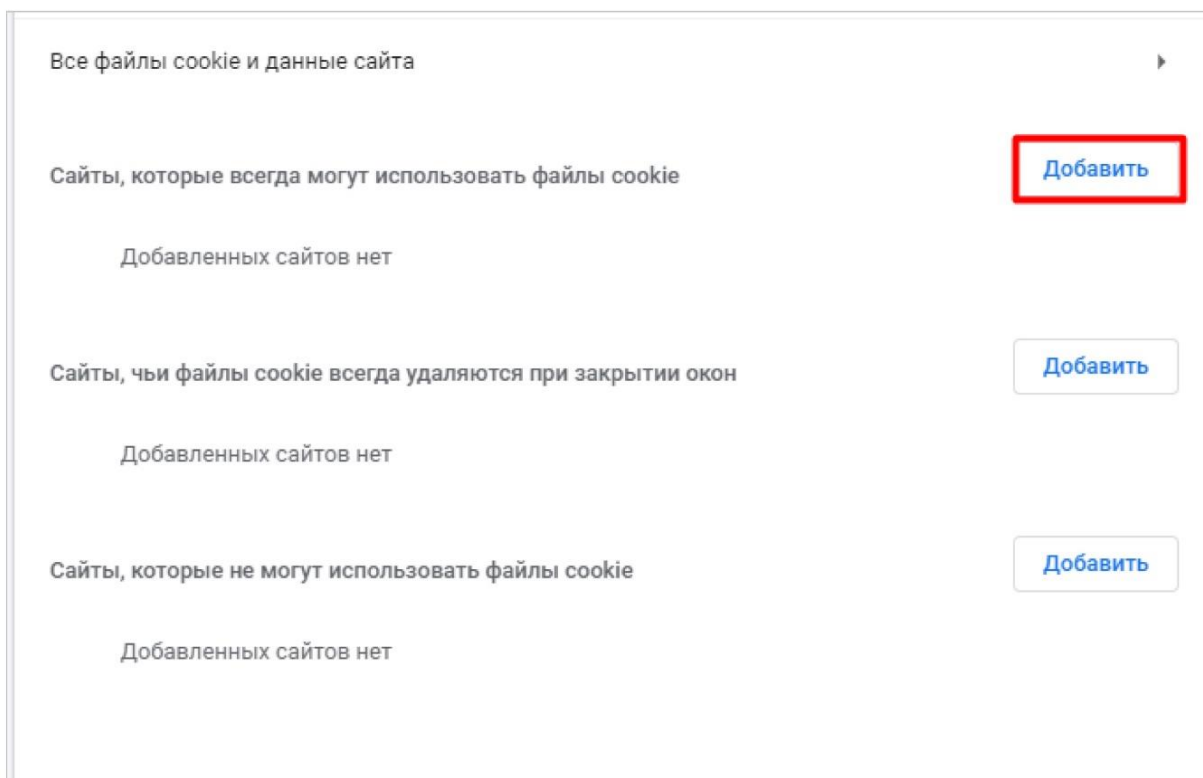 Все файлы cookie и данные сайта
Сайты, которые всегда могут использовать файлы cookie
Добавить
Добавленных сайтов нет
Сайты, чьи файлы cookie всегда удаляются при закрытии окон
Добавить
Добавленных сайтов нет
Сайты, которые не могут использовать файлы cookie
Добавить
Добавленных сайтов нет